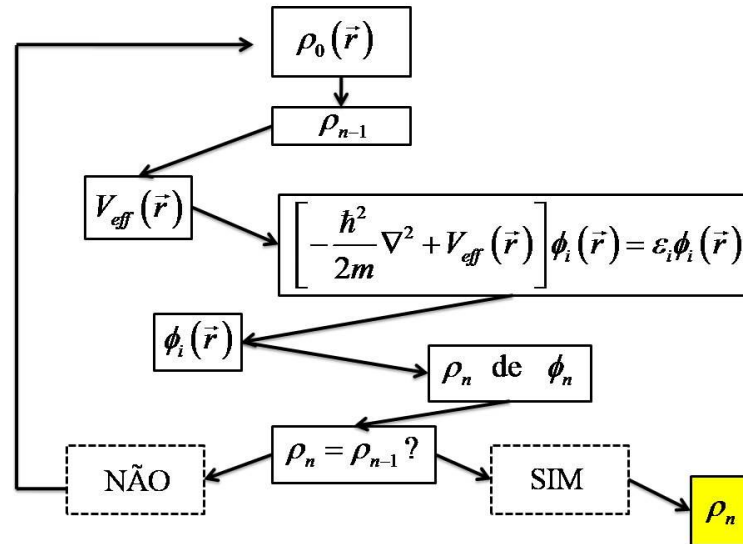 ρ₀(r⃗)
ρₙ₋₁
V_eff(r⃗)
[-ħ²/2m ∇² + V_eff(r⃗)]ϕᵢ(r⃗) = εᵢϕᵢ(r⃗)
ϕᵢ(r⃗)
ρₙ de ϕₙ
ρₙ = ρₙ₋₁ ?
NÃO
SIM
ρₙ